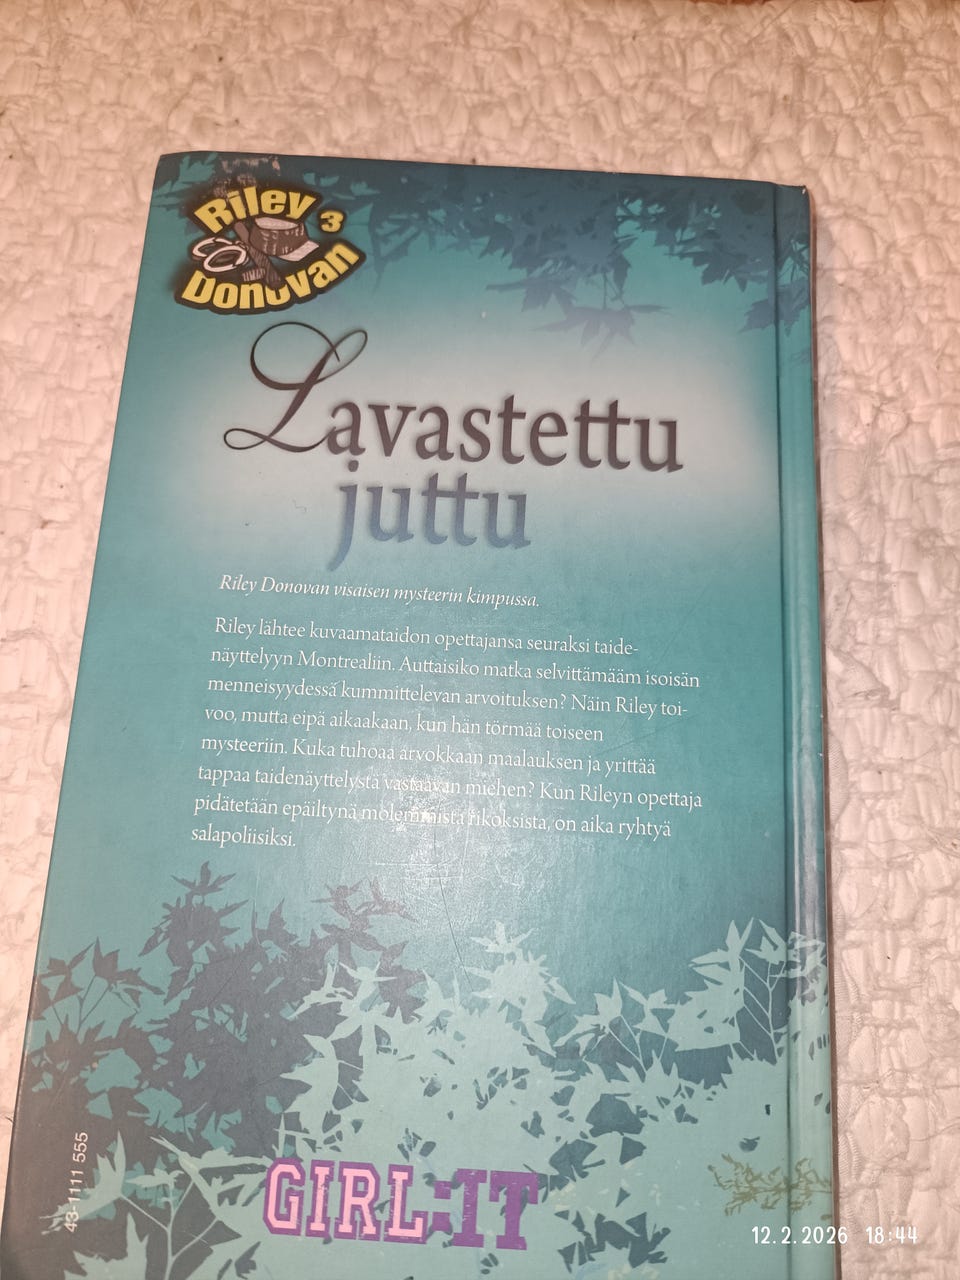 Riley 3
Donovan
Lavastettu
juttu
Riley Donovan visaisen mysteerin kimpussa.
Riley lähtee kuvaamataidon opettajansa seuraksi taide-
näyttelyyn Montrealiin. Auttaisiko matka selvittämääm isoisän
menneisyydessä kummittelevan arvoituksen? Näin Riley toi-
voo, mutta eipä aikaakaan, kun hän törmää toiseen
mysteeriin. Kuka tuhoaa arvokkaan maalauksen ja yrittää
tappaa taidenäyttelystä vastaavan miehen? Kun Rileyn opettaja
pidätetään epäiltynä molemmista rikoksista, on aika ryhtyä
salapoliisiksi.
43-1111 555
GIRL:IT
12.2.2026 18:44